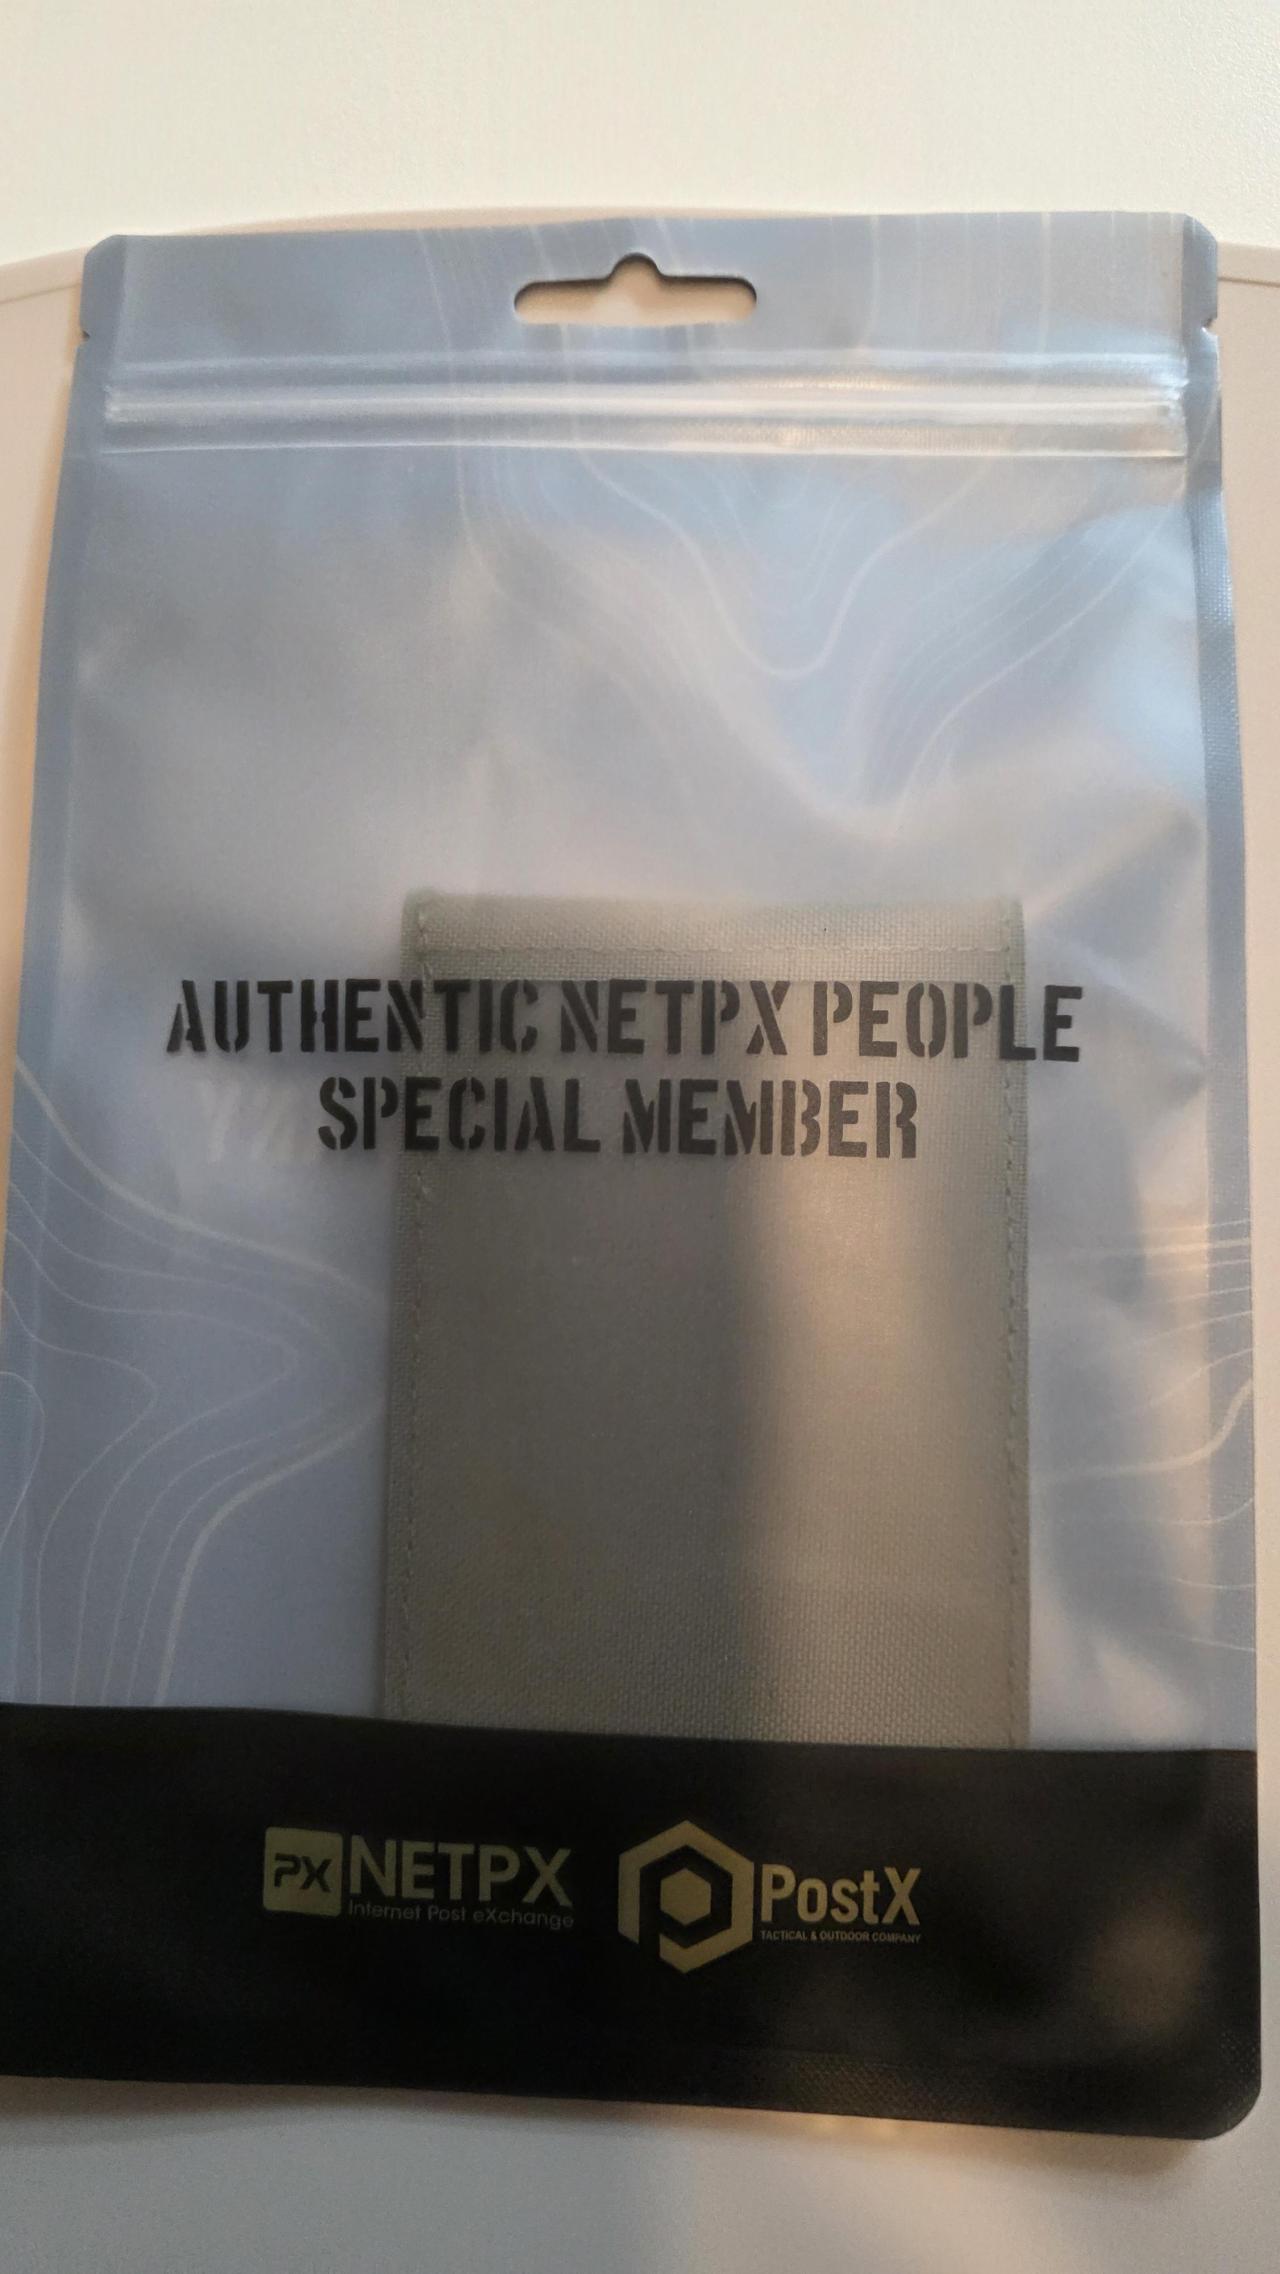 AUTHENTIC NETPX PEOPLE
SPECIAL MEMBER
PX NETPX
Internet Post eXchange
PostX
TACTICAL & OUTDOOR COMPANY